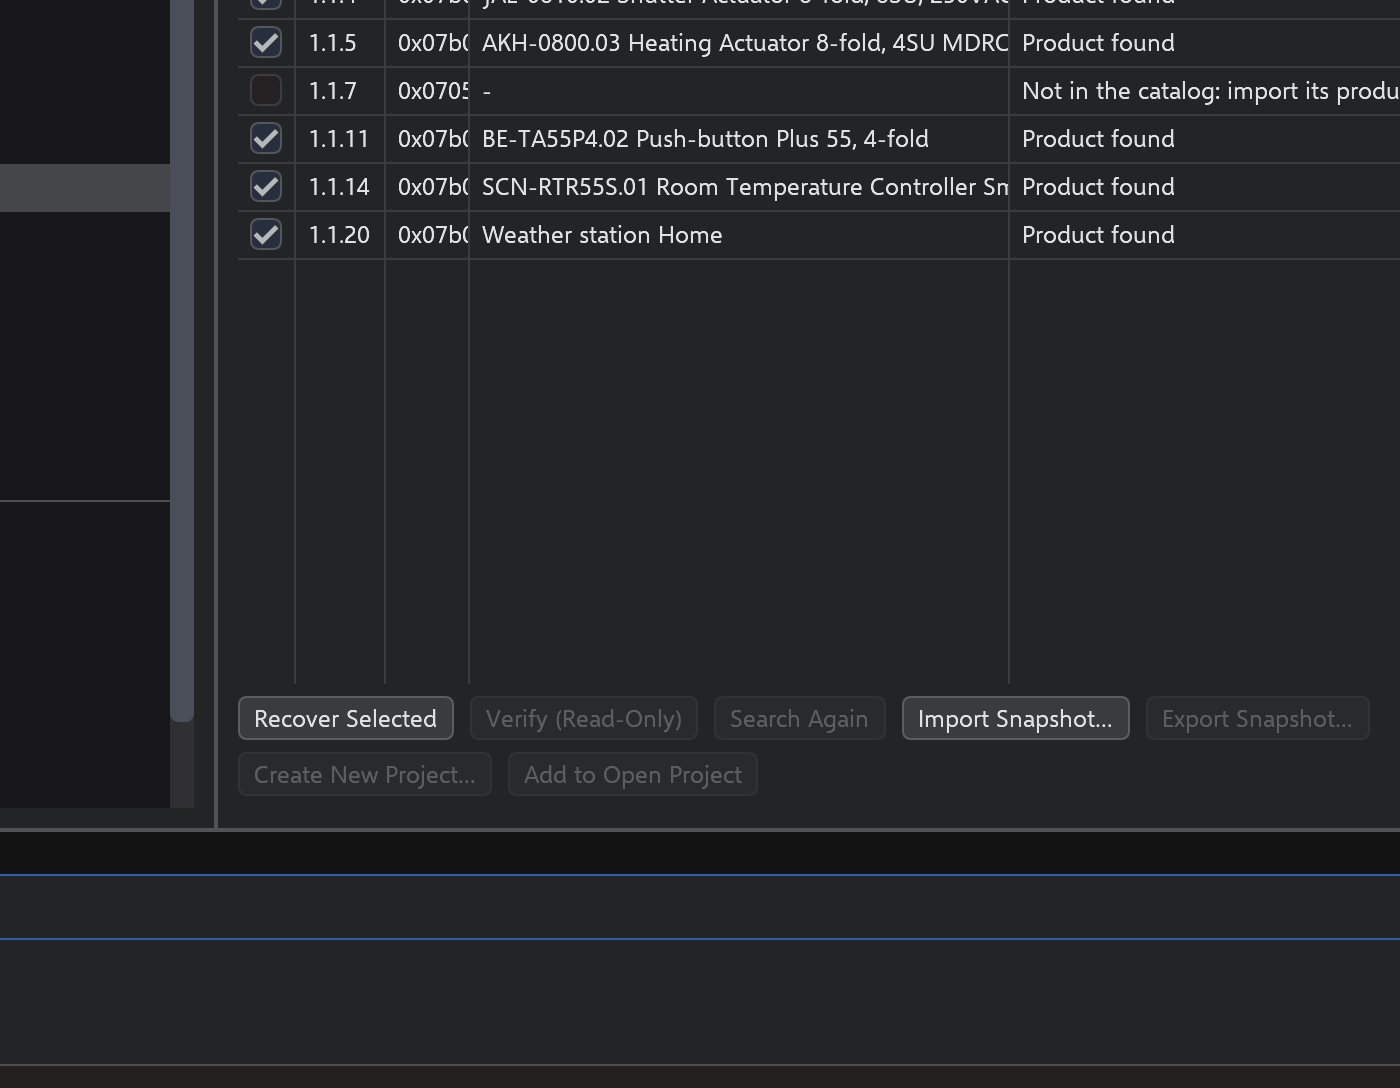 1.1.5 0x07b0 AKH-0800.03 Heating Actuator 8-fold, 4SU MDRC Product found
1.1.7 0x0705 - Not in the catalog: import its produ
1.1.11 0x07b0 BE-TA55P4.02 Push-button Plus 55, 4-fold Product found
1.1.14 0x07b0 SCN-RTR55S.01 Room Temperature Controller Sm Product found
1.1.20 0x07b0 Weather station Home Product found
Recover Selected Verify (Read-Only) Search Again Import Snapshot... Export Snapshot...
Create New Project... Add to Open Project